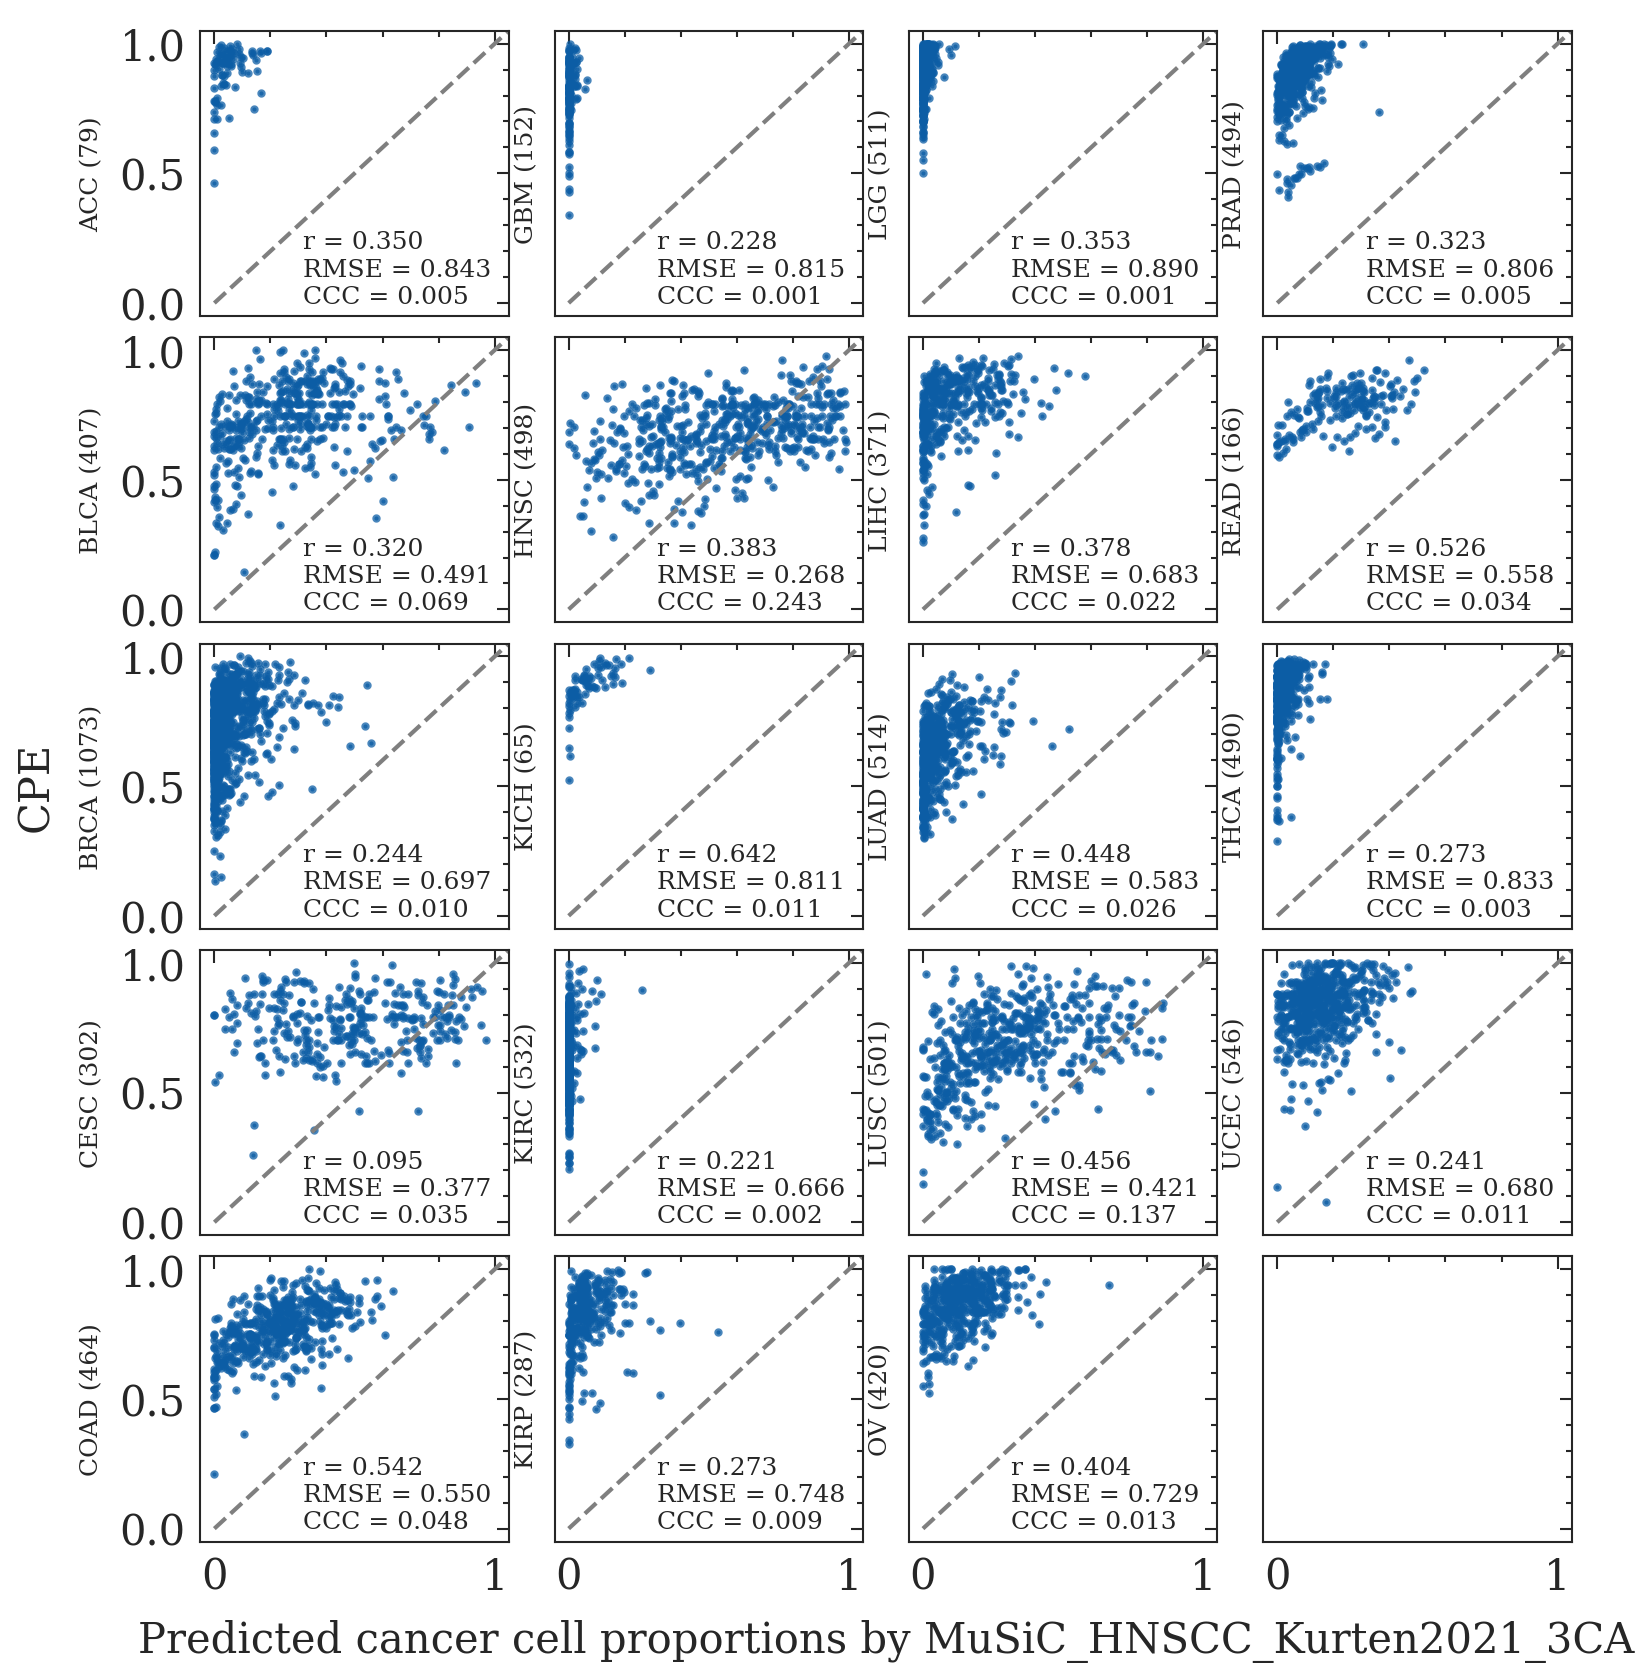 CPE
1.0
0.5
0.0
ACC (79)
r = 0.350
RMSE = 0.843
CCC = 0.005
GBM (152)
r = 0.228
RMSE = 0.815
CCC = 0.001
LGG (511)
r = 0.353
RMSE = 0.890
CCC = 0.001
PRAD (494)
r = 0.323
RMSE = 0.806
CCC = 0.005
1.0
0.5
0.0
BLCA (407)
r = 0.320
RMSE = 0.491
CCC = 0.069
HNSC (498)
r = 0.383
RMSE = 0.268
CCC = 0.243
LIHC (371)
r = 0.378
RMSE = 0.683
CCC = 0.022
READ (166)
r = 0.526
RMSE = 0.558
CCC = 0.034
1.0
0.5
0.0
BRCA (1073)
r = 0.244
RMSE = 0.697
CCC = 0.010
KICH (65)
r = 0.642
RMSE = 0.811
CCC = 0.011
LUAD (514)
r = 0.448
RMSE = 0.583
CCC = 0.026
THCA (490)
r = 0.273
RMSE = 0.833
CCC = 0.003
1.0
0.5
0.0
CESC (302)
r = 0.095
RMSE = 0.377
CCC = 0.035
KIRC (532)
r = 0.221
RMSE = 0.666
CCC = 0.002
LUSC (501)
r = 0.456
RMSE = 0.421
CCC = 0.137
UCEC (546)
r = 0.241
RMSE = 0.680
CCC = 0.011
1.0
0.5
0.0
COAD (464)
r = 0.542
RMSE = 0.550
CCC = 0.048
KIRP (287)
r = 0.273
RMSE = 0.748
CCC = 0.009
OV (420)
r = 0.404
RMSE = 0.729
CCC = 0.013
0 1 0 1 0 1 0 1
Predicted cancer cell proportions by MuSiC_HNSCC_Kurten2021_3CA